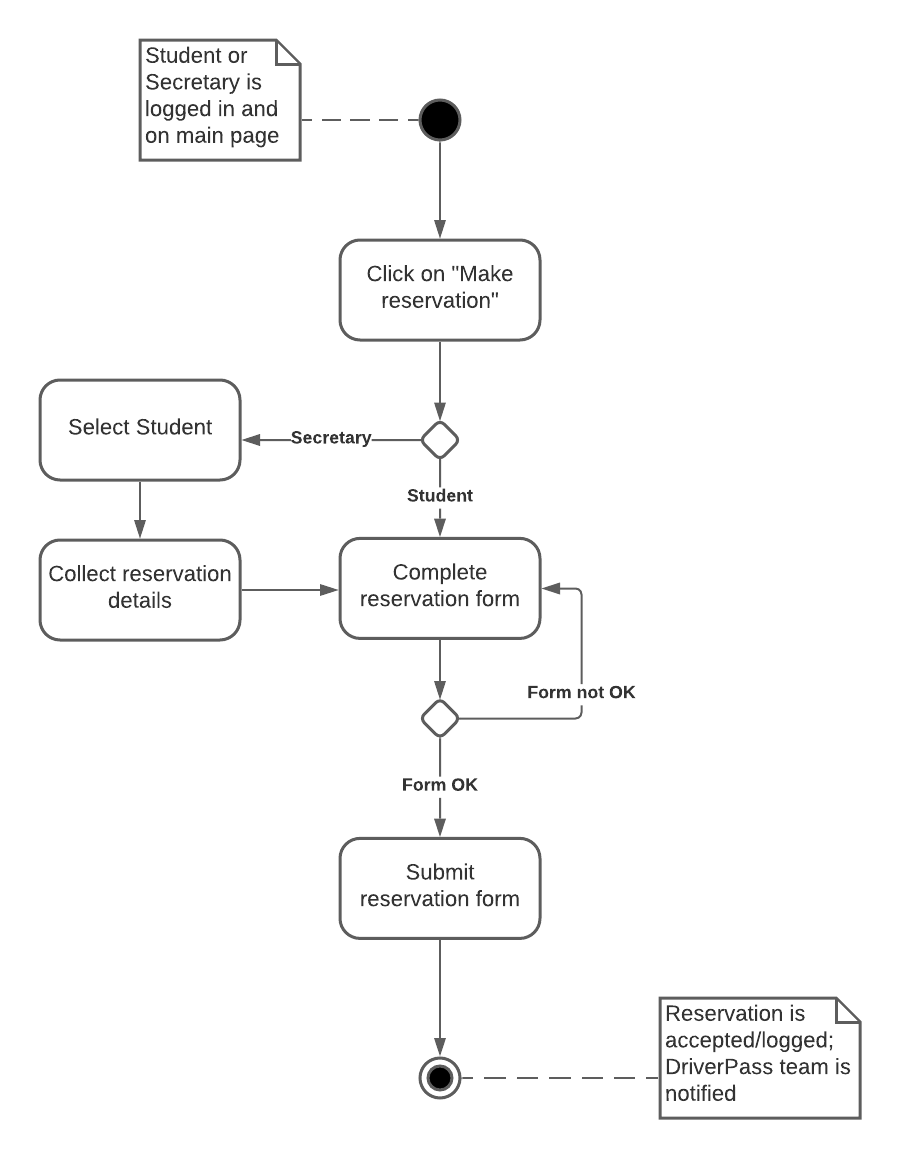 Student or
Secretary is
logged in and
on main page
Click on "Make
reservation"
Select Student
Secretary
Student
Collect reservation
details
Complete
reservation form
Form not OK
Form OK
Submit
reservation form
Reservation is
accepted/logged;
DriverPass team is
notified